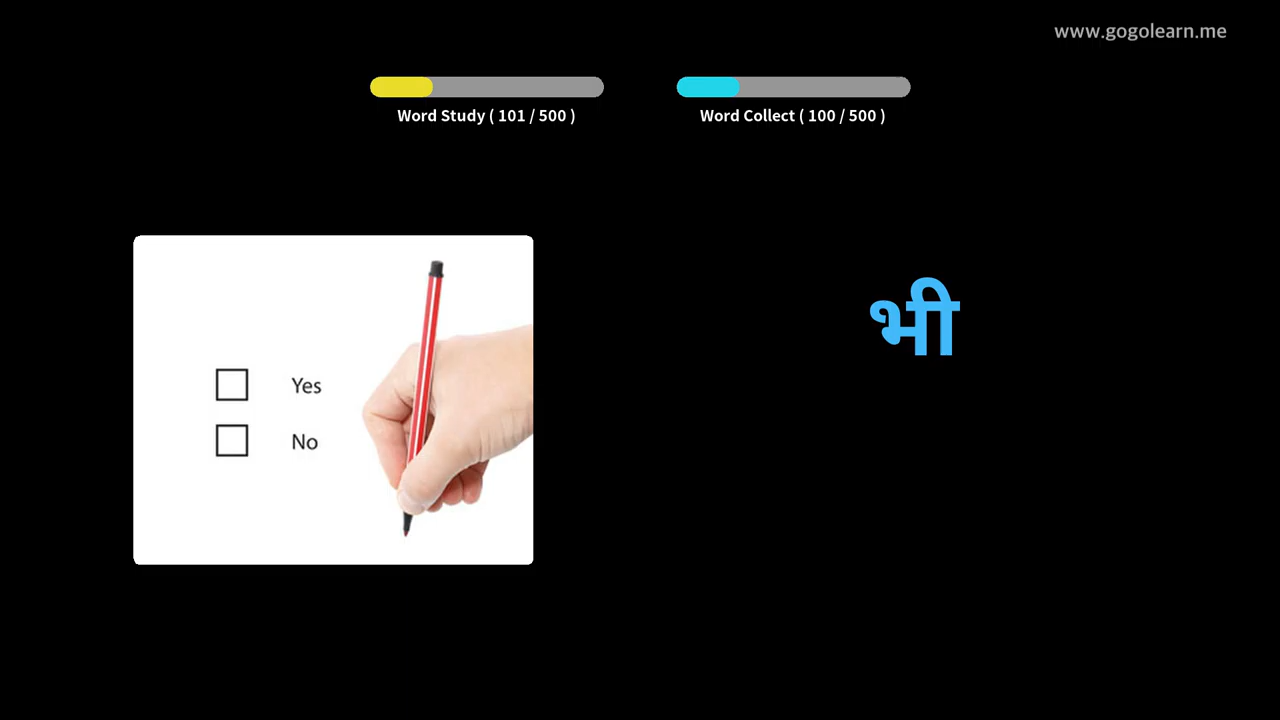 www.gogolearn.me
Word Study ( 101 / 500 )
Word Collect ( 100 / 500 )
भी
Yes
No